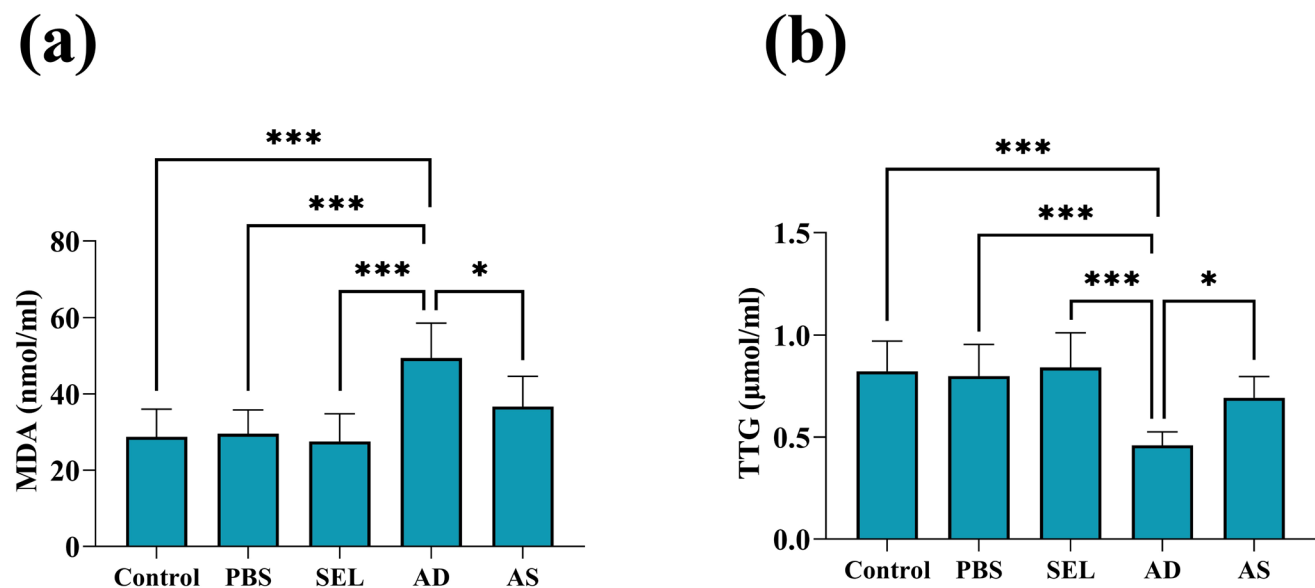 (a)
***
***
***
*
80
60
40
20
0
MDA (nmol/ml)
Control PBS SEL AD AS
(b)
***
***
***
*
1.5
1.0
0.5
0.0
TTG (μmol/ml)
Control PBS SEL AD AS